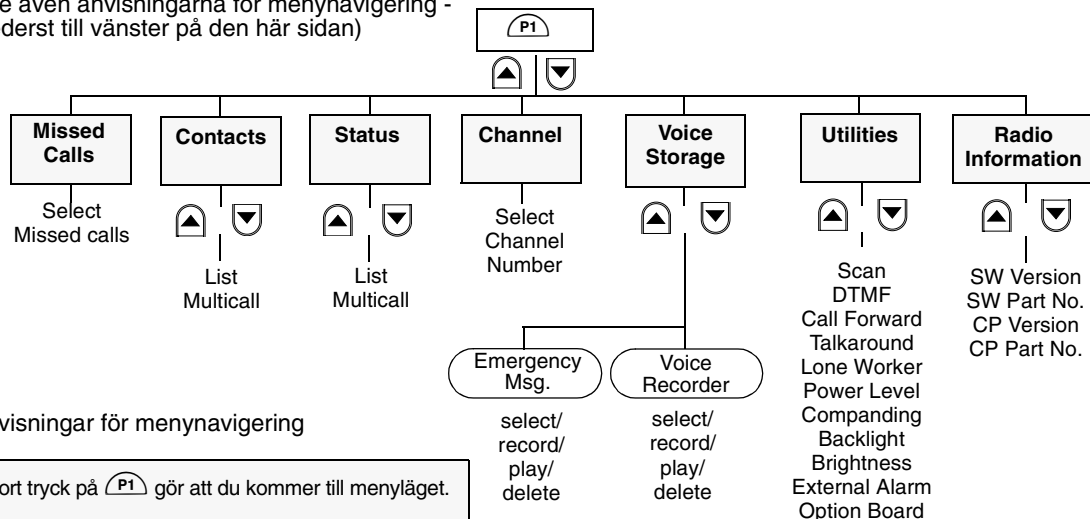 även anvisningarna för menynavigering -
till vänster på den här sidan)
P1
Missed
Calls
Contacts
Status
Channel
Voice
Storage
Utilities
Radio
Information
Select
Missed calls
List
Multicall
List
Multicall
Select
Channel
Number
Emergency
Msg.
select/
record/
play/
delete
Voice
Recorder
select/
record/
play/
delete
Scan
DTMF
Call Forward
Talkaround
Lone Worker
Power Level
Companding
Backlight
Brightness
External Alarm
Option Board
SW Version
SW Part No.
CP Version
CP Part No.
för menynavigering
tryck på P1 gör att du kommer till menyläget.